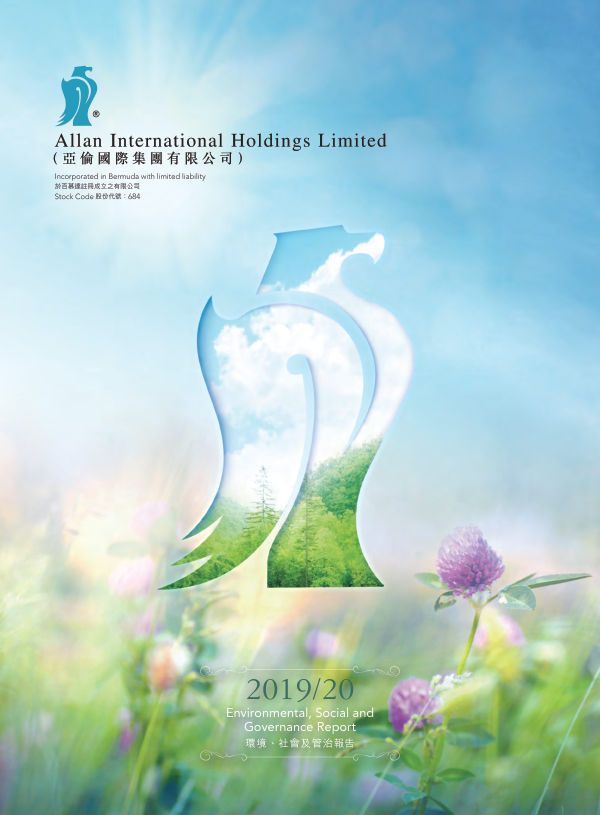 ®
Allan International Holdings Limited
(亞倫國際集團有限公司)
Incorporated in Bermuda with limited liability
於百慕達註冊成立之有限公司
Stock Code 股份代號：684
2019/20
Environmental, Social and
Governance Report
環境、社會及管治報告